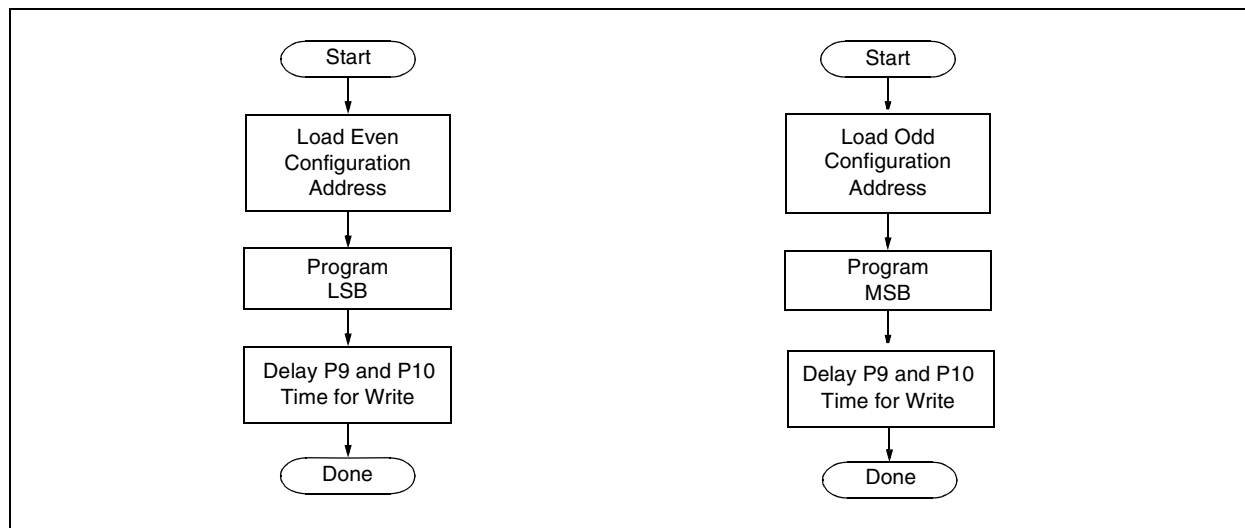 Start
Load Even
Configuration
Address
Program
LSB
Delay P9 and P10
Time for Write
Done
Start
Load Odd
Configuration
Address
Program
MSB
Delay P9 and P10
Time for Write
Done